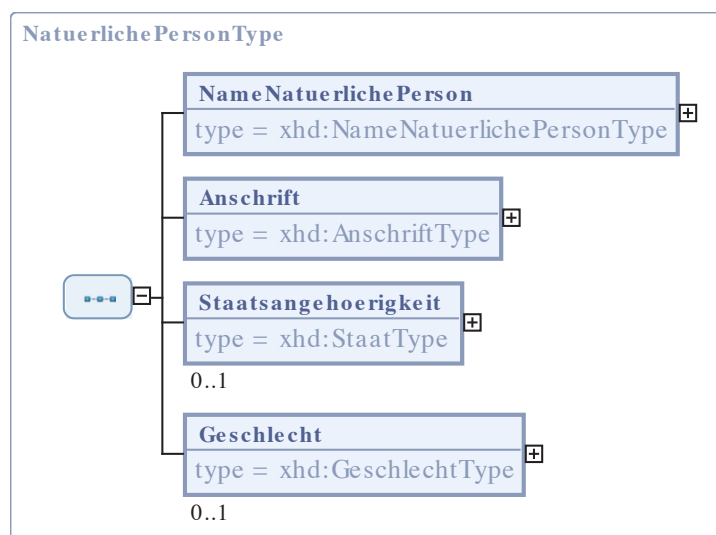 NatuerlichePersonType
NameNatuerlichePerson
type = xhd:NameNatuerlichePersonType
Anschrift
type = xhd:AnschriftType
Staatsangehoerigkeit
type = xhd:StaatType
0..1
Geschlecht
type = xhd:GeschlechtType
0..1